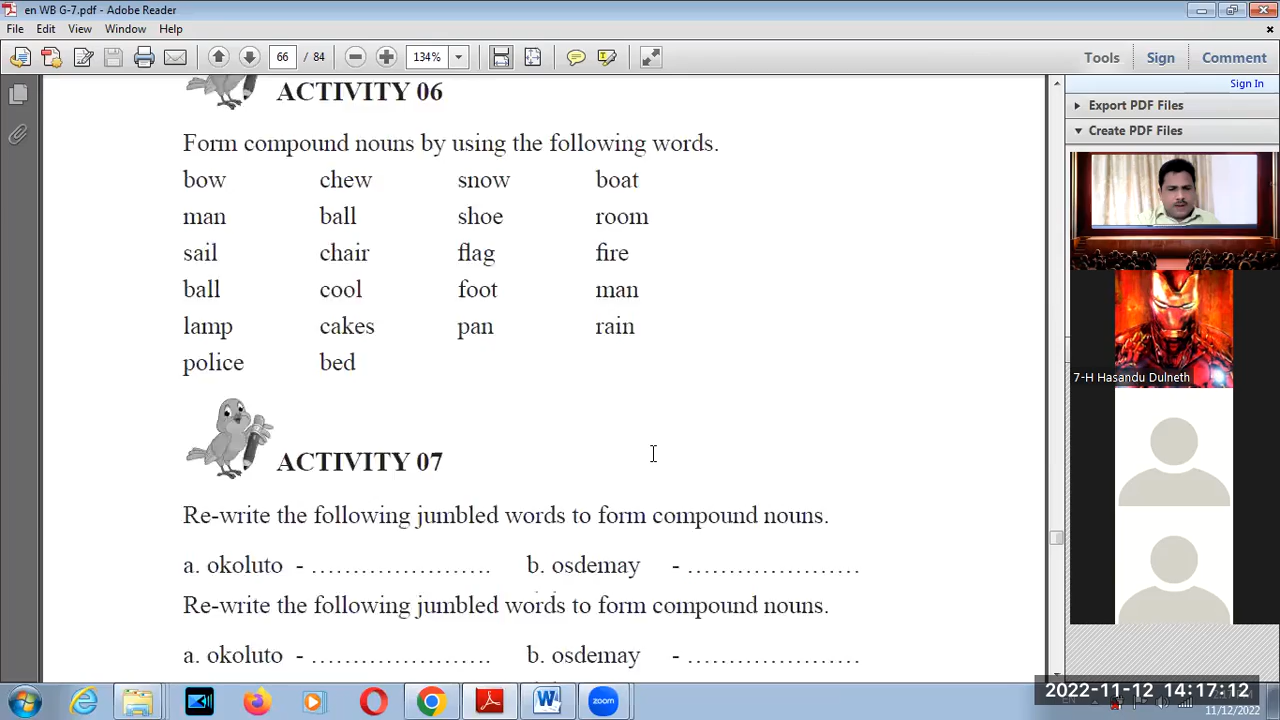 en WB G-7.pdf - Adobe Reader
File Edit View Window Help
66 / 84 134% Tools Sign Comment
Sign In
Export PDF Files
Create PDF Files
ACTIVITY 06
Form compound nouns by using the following words.
bow chew snow boat
man ball shoe room
sail chair flag fire
ball cool foot man
lamp cakes pan rain
police bed
7-H Hasandu Dulneth
ACTIVITY 07
Re-write the following jumbled words to form compound nouns.
a. okoluto - ………………….. b. osdemay - …………………
Re-write the following jumbled words to form compound nouns.
a. okoluto - ………………….. b. osdemay - …………………
zoom
2022-11-12 14:17:12
11/12/2022